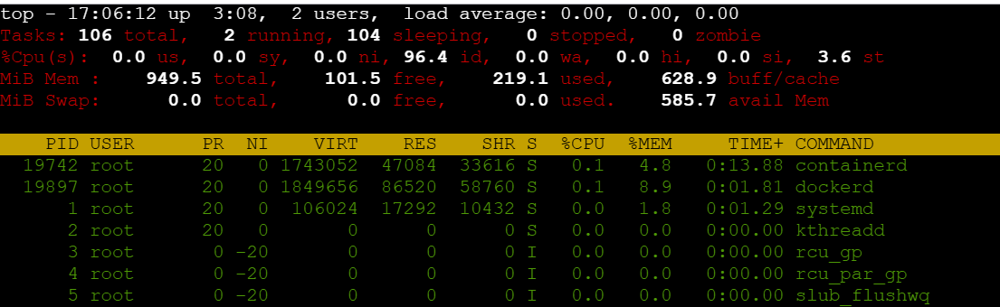 top - 17:06:12 up  3:08,  2 users,  load average: 0.00, 0.00, 0.00
Tasks: 106 total,   2 running, 104 sleeping,   0 stopped,   0 zombie
%Cpu(s):  0.0 us,  0.0 sy,  0.0 ni, 96.4 id,  0.0 wa,  0.0 hi,  0.0 si,  3.6 st
MiB Mem :    949.5 total,    101.5 free,    219.1 used,    628.9 buff/cache
MiB Swap:      0.0 total,      0.0 free,      0.0 used.    585.7 avail Mem
    PID USER      PR  NI    VIRT    RES    SHR S  %CPU  %MEM     TIME+ COMMAND
  19742 root      20   0 1743052  47084  33616 S   0.1   4.8   0:13.88 containerd
  19897 root      20   0 1849656  86520  58760 S   0.1   8.9   0:01.81 dockerd
      1 root      20   0  106024  17292  10432 S   0.0   1.8   0:01.29 systemd
      2 root      20   0       0      0      0 S   0.0   0.0   0:00.00 kthreadd
      3 root       0 -20       0      0      0 I   0.0   0.0   0:00.00 rcu_gp
      4 root       0 -20       0      0      0 I   0.0   0.0   0:00.00 rcu_par_gp
      5 root       0 -20       0      0      0 I   0.0   0.0   0:00.00 slub_flushwq